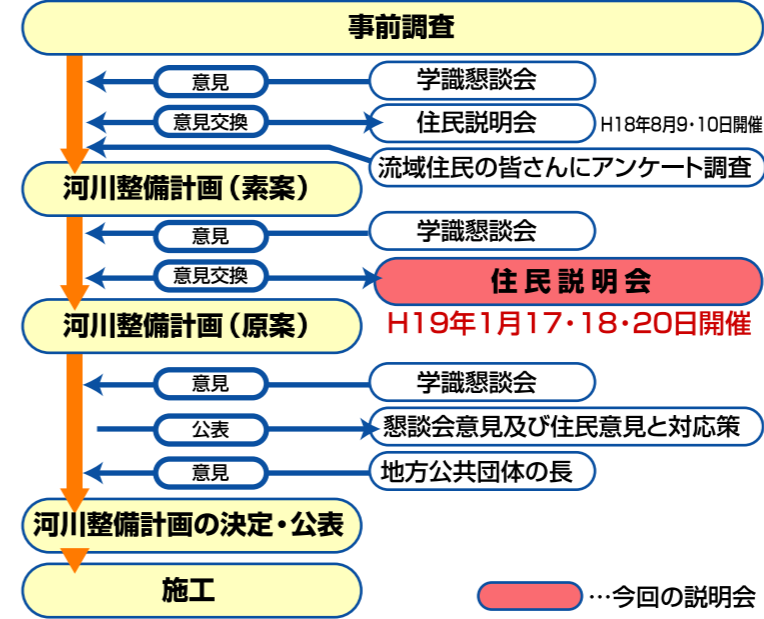 事前調査
意見
学識懇談会
意見交換
住民説明会
H18年8月9・10日開催
流域住民の皆さんにアンケート調査
河川整備計画（素案）
意見
学識懇談会
意見交換
住民説明会
H19年1月17・18・20日開催
河川整備計画（原案）
意見
学識懇談会
公表
懇談会意見及び住民意見と対応策
意見
地方公共団体の長
河川整備計画の決定・公表
施工
…今回の説明会